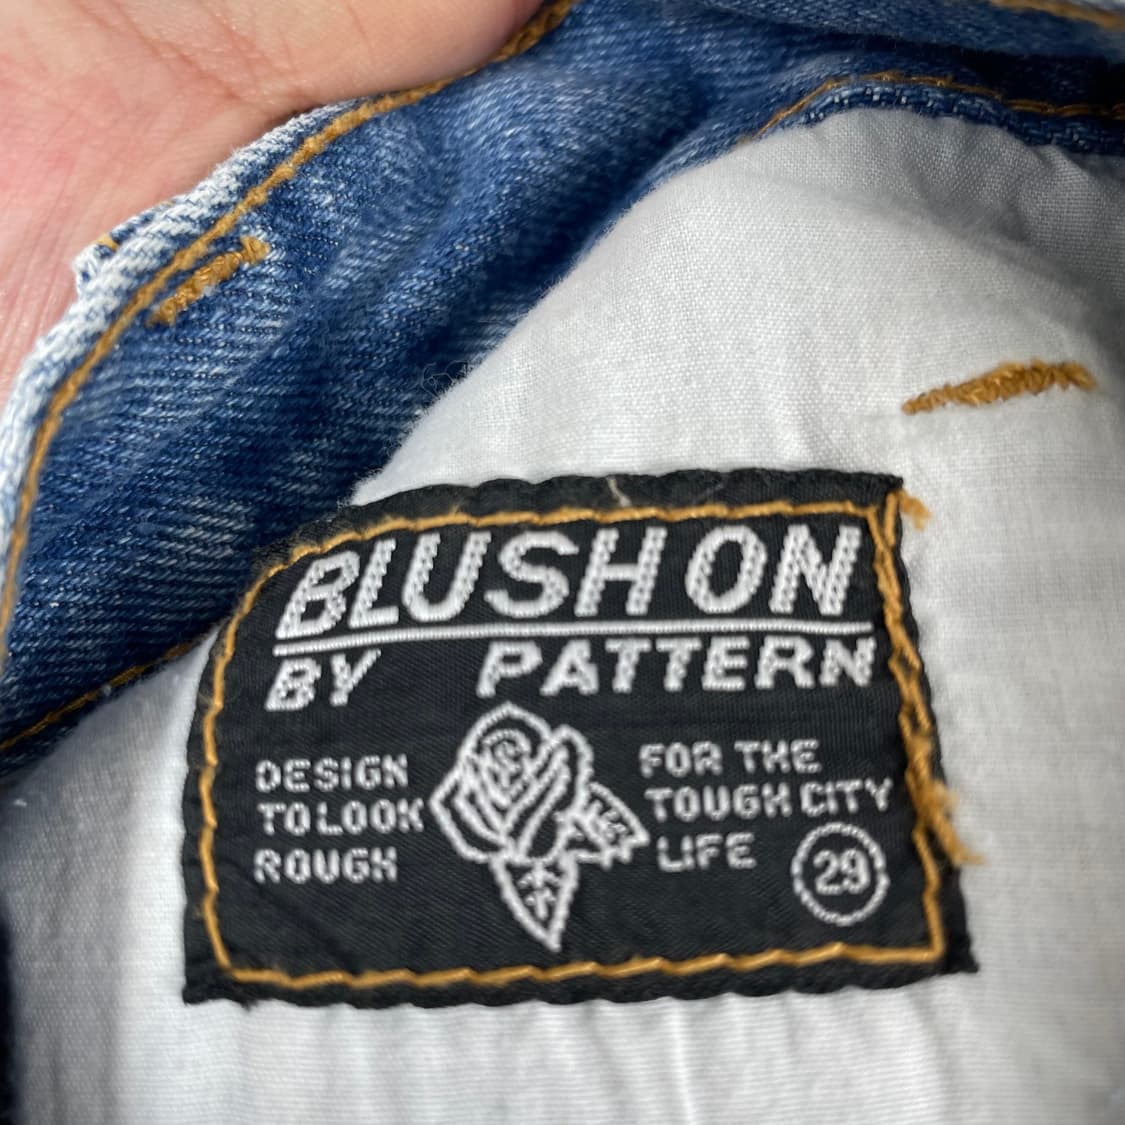 BLUSH ON
BY PATTERN
DESIGN
TO LOOK
ROUGH
FOR THE
TOUGH CITY
LIFE
29